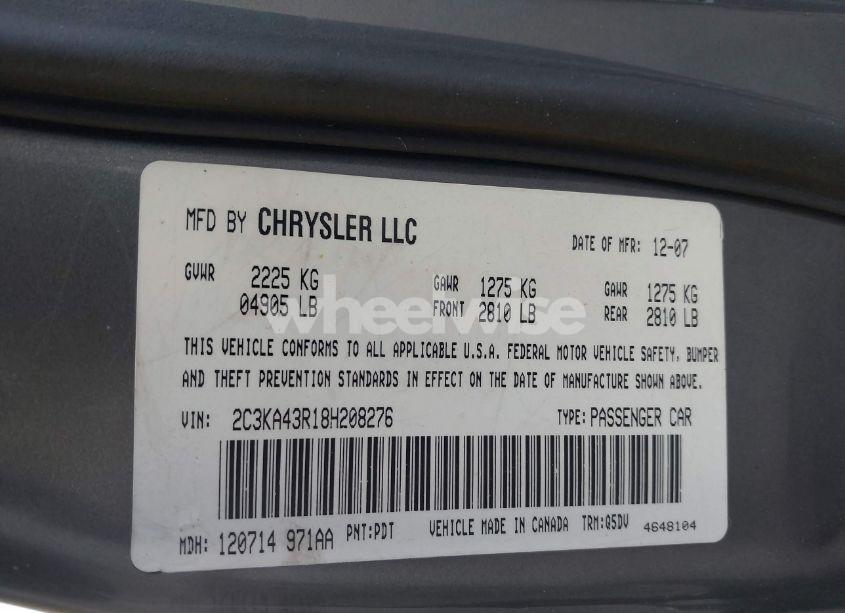 MFD BY CHRYSLER LLC DATE OF MFR: 12-07
GVWR 2225 KG GAWR 1275 KG GAWR 1275 KG
04905 LB FRONT 2810 LB REAR 2810 LB
wheelwise
THIS VEHICLE CONFORMS TO ALL APPLICABLE U.S.A. FEDERAL MOTOR VEHICLE SAFETY, BUMPER
AND THEFT PREVENTION STANDARDS IN EFFECT ON THE DATE OF MANUFACTURE SHOWN ABOVE.
VIN: 2C3KA43R18H208276 TYPE: PASSENGER CAR
MDH: 120714 971AA PNT:PDT VEHICLE MADE IN CANADA TRM:Q5DV 4648104